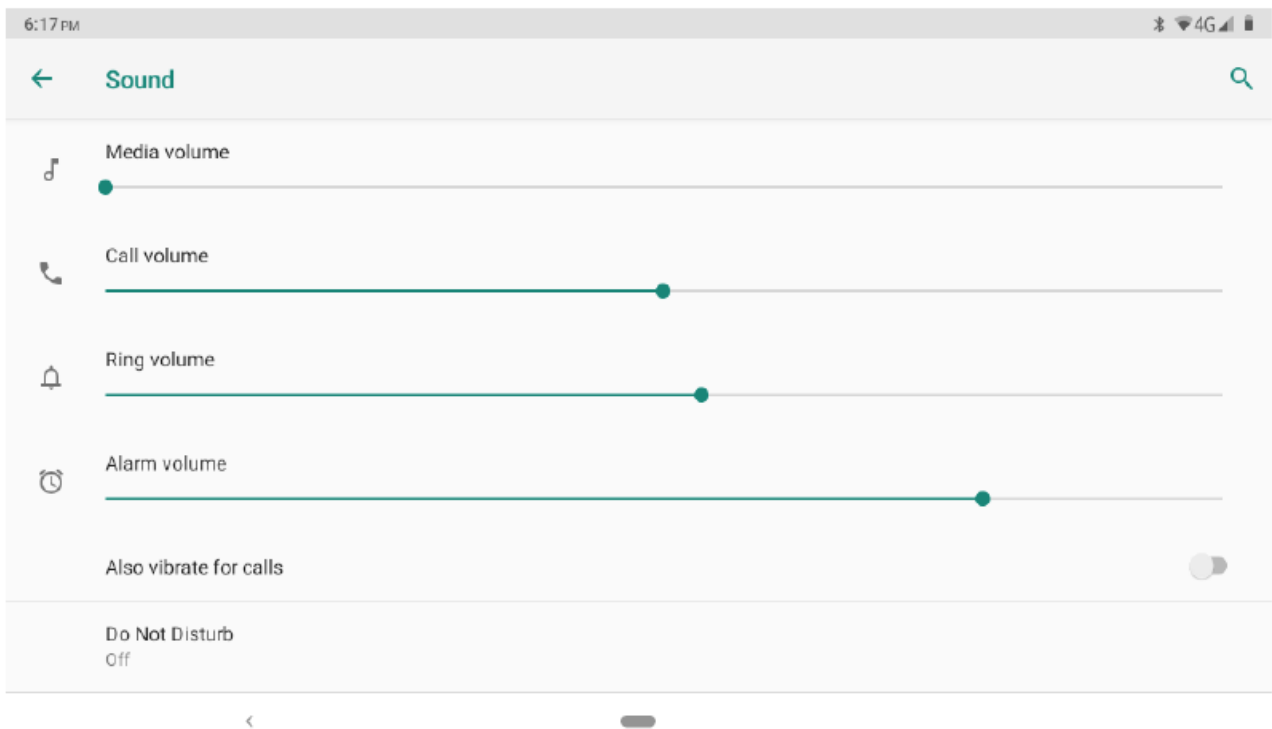 6:17 PM 4G
Sound
Media volume
Call volume
Ring volume
Alarm volume
Also vibrate for calls
Do Not Disturb
Off